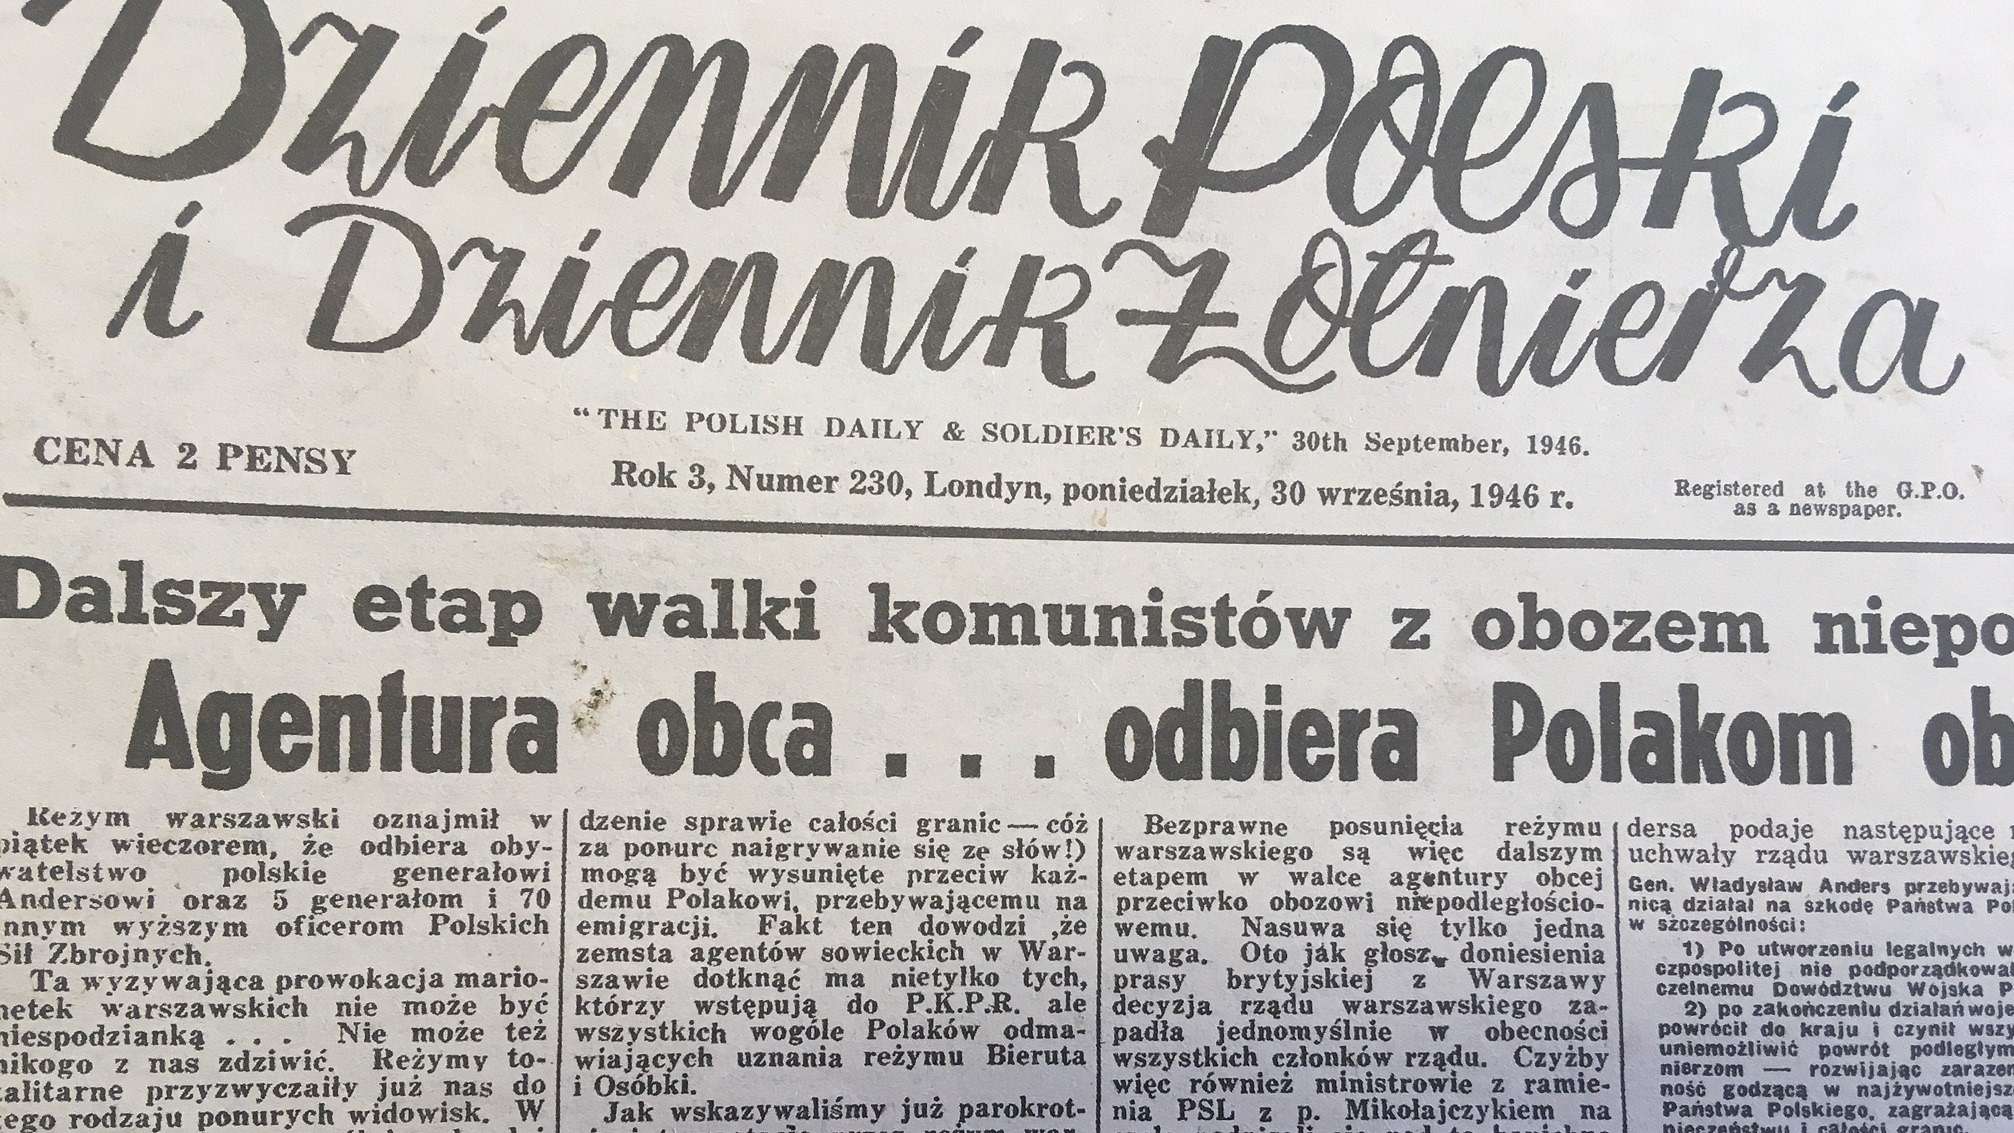 Dziennik Polski
i Dziennik Żołnierza
"THE POLISH DAILY & SOLDIER'S DAILY," 30th September, 1946.
CENA 2 PENSY
Rok 3, Numer 230, Londyn, poniedziałek, 30 września, 1946 r.
Registered at the G.P.O.
as a newspaper.
Dalszy etap walki komunistów z obozem niepo
Agentura obca . . . odbiera Polakom ob
Reżym warszawski oznajmił w
piątek wieczorem, że odbiera oby-
watelstwo polskie generałowi
Andersowi oraz 5 generałom i 70
innym wyższym oficerom Polskich
Sił Zbrojnych.
Ta wyzywająca prowokacja mario-
netek warszawskich nie może być
niespodzianką . . . Nie może też
nikogo z nas zdziwić. Reżymy to-
talitarne przyzwyczaiły już nas do
tego rodzaju ponurych widowisk. W
dzenie sprawie całości granic — cóż
za ponure naigrywanie się ze słów!)
mogą być wysunięte przeciw każ-
demu Polakowi, przebywającemu na
emigracji. Fakt ten dowodzi ,że
zemsta agentów sowieckich w War-
szawie dotknąć ma nietylko tych,
którzy wstępują do P.K.P.R. ale
wszystkich wogóle Polaków odma-
wiających uznania reżymu Bieruta
i Osóbki.
Jak wskazywaliśmy już parokrot-
Bezprawne posunięcia reżymu
warszawskiego są więc dalszym
etapem w walce agentury obcej
przeciwko obozowi niepodległościo-
wemu. Nasuwa się tylko jedna
uwaga. Oto jak głoszą doniesienia
prasy brytyjskiej z Warszawy
decyzja rządu warszawskiego za-
padła jednomyślnie w obecności
wszystkich członków rządu. Czyżby
więc również ministrowie z ramie-
nia PSL z p. Mikołajczykiem na
dersa podaje następujące
uchwały rządu warszawskie
Gen. Władysław Anders przebywaj
nicą działał na szkodę Państwa Po
w szczególności:
1) Po utworzeniu legalnych w
czpospolitej nie podporządkowa
czelnemu Dowództwu Wojska P
2) po zakończeniu działań woje
powrócił do kraju i czynił wszy
uniemożliwić powrót podległym
nierzom — rozwijając zarazem
ność godzącą w najżywotniejsz
Państwa Polskiego, zagrażającą
pieczeństwu i całości granic.